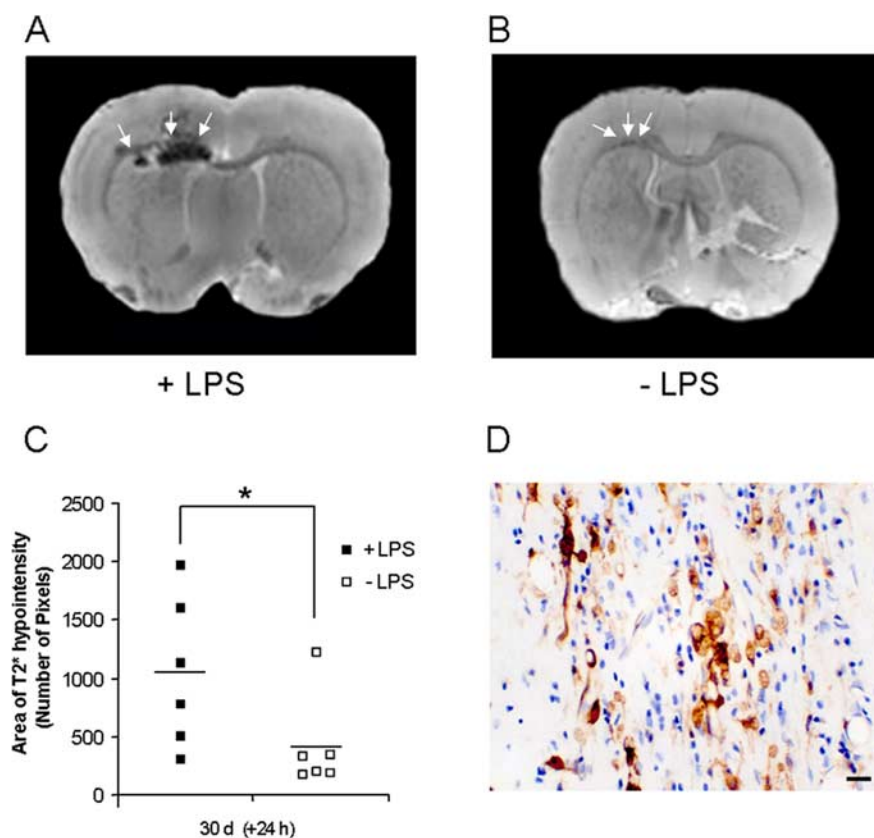 A
B
+ LPS
- LPS
C
D
2500
2000
1500
1000
500
0
Area of T2* hypointensity
(Number of Pixels)
*
+LPS
- LPS
30 d (+24 h)